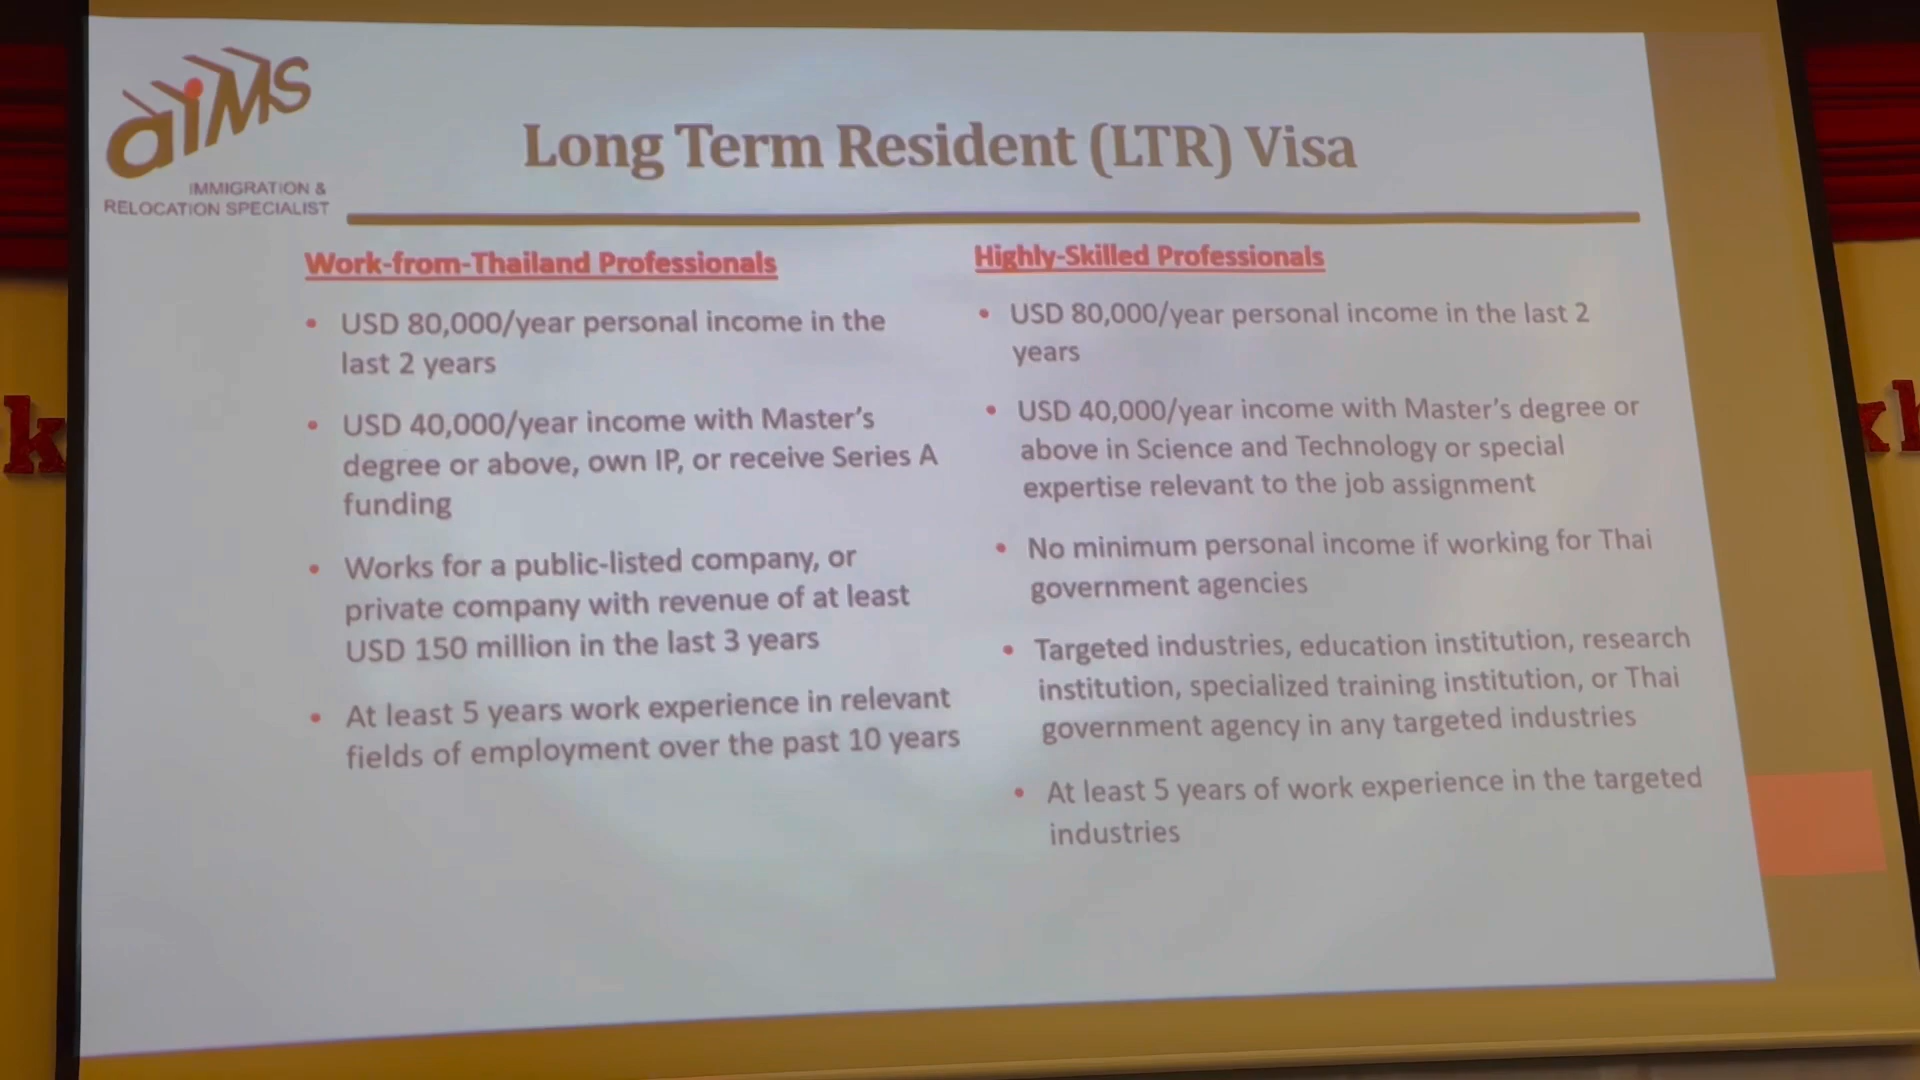 aiMS
IMMIGRATION &
RELOCATION SPECIALIST
Long Term Resident (LTR) Visa
Work-from-Thailand Professionals
• USD 80,000/year personal income in the
last 2 years
• USD 40,000/year income with Master's
degree or above, own IP, or receive Series A
funding
• Works for a public-listed company, or
private company with revenue of at least
USD 150 million in the last 3 years
• At least 5 years work experience in relevant
fields of employment over the past 10 years
Highly-Skilled Professionals
• USD 80,000/year personal income in the last 2
years
• USD 40,000/year income with Master's degree or
above in Science and Technology or special
expertise relevant to the job assignment
• No minimum personal income if working for Thai
government agencies
• Targeted industries, education institution, research
institution, specialized training institution, or Thai
government agency in any targeted industries
• At least 5 years of work experience in the targeted
industries
k